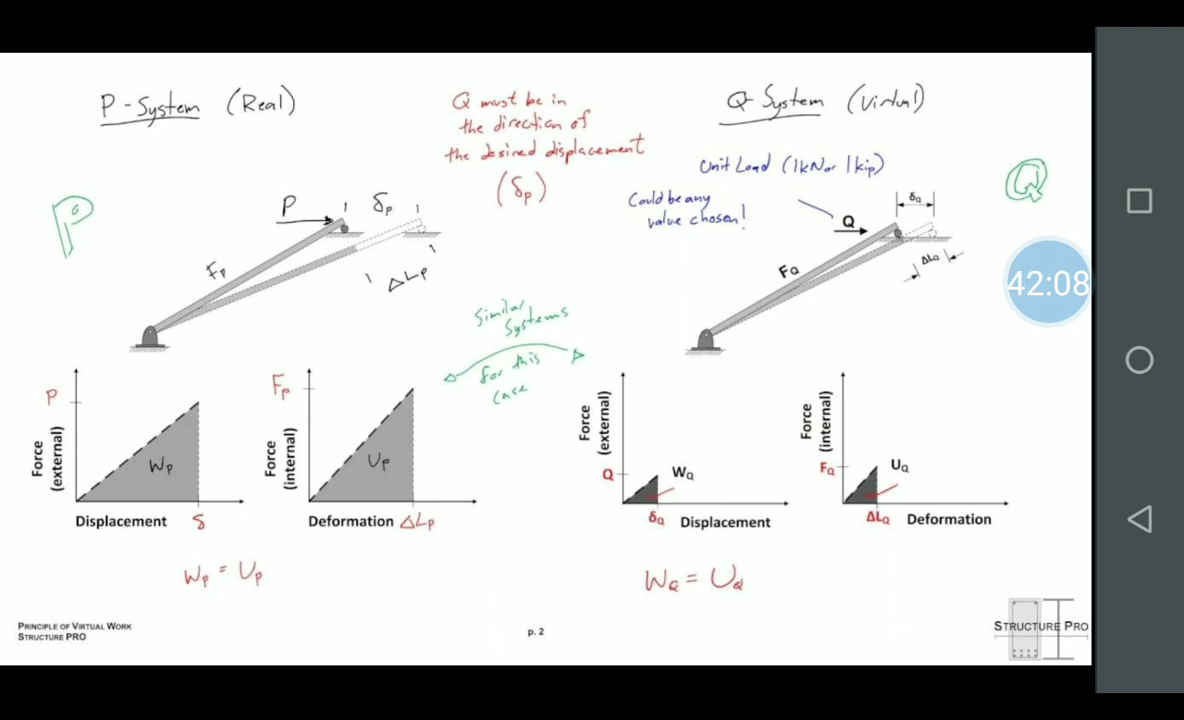 P-System (Real)
Q must be in
the direction of
the desired displacement
(δp)
Q-System (Virtual)
Unit Load (1kN or 1kip)
Could be any
value chosen!
P
Q
P
δp
Fp
ΔLp
Q
δQ
FQ
ΔLQ
42:08
Similar
Systems
for this
case
P
Force
(external)
Wp
Displacement
δ
Fp
Force
(internal)
Up
Deformation
ΔLp
Force
(external)
Q
WQ
δQ
Displacement
Force
(internal)
FQ
UQ
ΔLQ
Deformation
Wp = Up
WQ = UQ
PRINCIPLE OF VIRTUAL WORK
STRUCTURE PRO
p. 2
STRUCTURE PRO